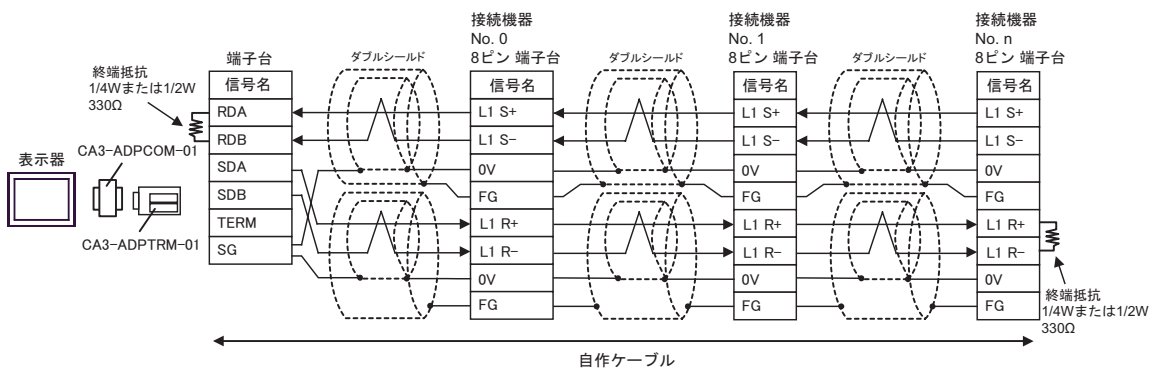 接続機器
No. 0
8ピン 端子台
接続機器
No. 1
8ピン 端子台
接続機器
No. n
8ピン 端子台
端子台
ダブルシールド
ダブルシールド
ダブルシールド
終端抵抗
1/4Wまたは1/2W
330Ω
信号名
RDA
RDB
SDA
SDB
TERM
SG
信号名
L1 S+
L1 S-
0V
FG
L1 R+
L1 R-
0V
FG
信号名
L1 S+
L1 S-
0V
FG
L1 R+
L1 R-
0V
FG
信号名
L1 S+
L1 S-
0V
FG
L1 R+
L1 R-
0V
FG
表示器
CA3-ADPCOM-01
CA3-ADPTRM-01
終端抵抗
1/4Wまたは1/2W
330Ω
自作ケーブル